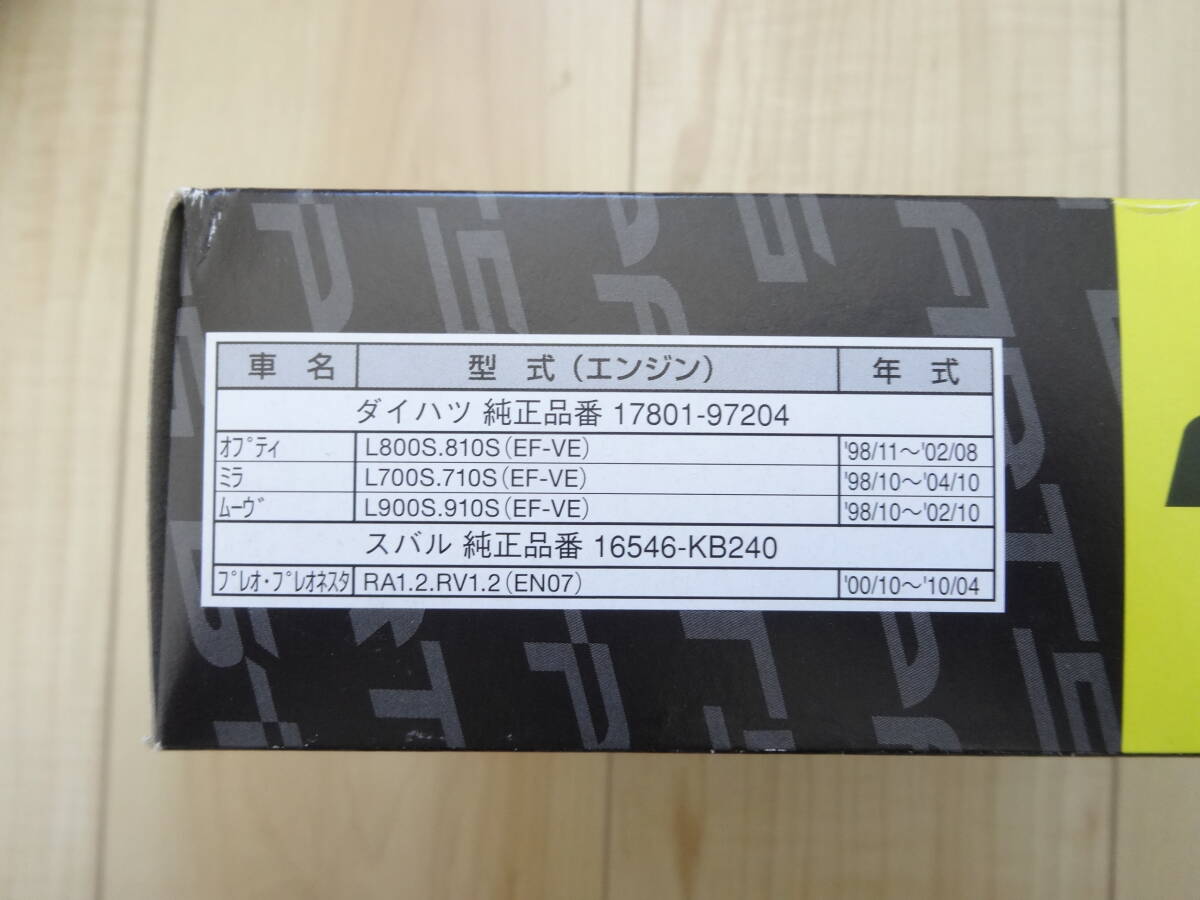 車名 型式(エンジン) 年式
ダイハツ 純正品番 17801-97204
ｵﾌﾟﾃｨ L800S.810S(EF-VE) '98/11～'02/08
ﾐﾗ L700S.710S(EF-VE) '98/10～'04/10
ﾑｰｳﾞ L900S.910S(EF-VE) '98/10～'02/10
スバル 純正品番 16546-KB240
ﾌﾟﾚｵ・ﾌﾟﾚｵﾈｽﾀ RA1.2.RV1.2(EN07) '00/10～'10/04